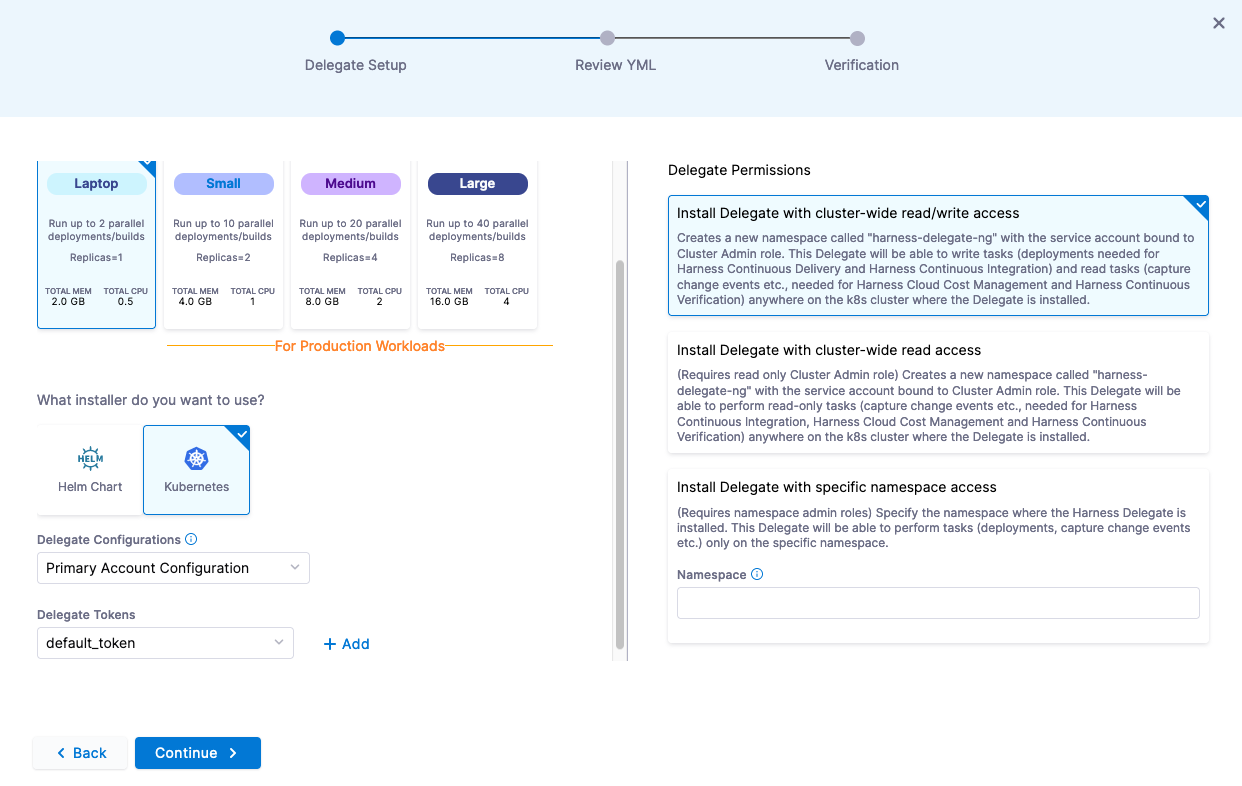 Delegate Setup
Review YML
Verification
Laptop
Run up to 2 parallel
deployments/builds
Replicas=1
TOTAL MEM TOTAL CPU
2.0 GB 0.5
Small
Run up to 10 parallel
deployments/builds
Replicas=2
TOTAL MEM TOTAL CPU
4.0 GB 1
Medium
Run up to 20 parallel
deployments/builds
Replicas=4
TOTAL MEM TOTAL CPU
8.0 GB 2
Large
Run up to 40 parallel
deployments/builds
Replicas=8
TOTAL MEM TOTAL CPU
16.0 GB 4
For Production Workloads
What installer do you want to use?
HELM
Helm Chart
Kubernetes
Delegate Configurations
Primary Account Configuration
Delegate Tokens
default_token
+ Add
Delegate Permissions
Install Delegate with cluster-wide read/write access
Creates a new namespace called "harness-delegate-ng" with the service account bound to
Cluster Admin role. This Delegate will be able to write tasks (deployments needed for
Harness Continuous Delivery and Harness Continuous Integration) and read tasks (capture
change events etc., needed for Harness Cloud Cost Management and Harness Continuous
Verification) anywhere on the k8s cluster where the Delegate is installed.
Install Delegate with cluster-wide read access
(Requires read only Cluster Admin role) Creates a new namespace called "harness-
delegate-ng" with the service account bound to Cluster Admin role. This Delegate will be
able to perform read-only tasks (capture change events etc., needed for Harness
Continuous Integration, Harness Cloud Cost Management and Harness Continuous
Verification) anywhere on the k8s cluster where the Delegate is installed.
Install Delegate with specific namespace access
(Requires namespace admin roles) Specify the namespace where the Harness Delegate is
installed. This Delegate will be able to perform tasks (deployments, capture change events
etc.) only on the specific namespace.
Namespace
Back
Continue